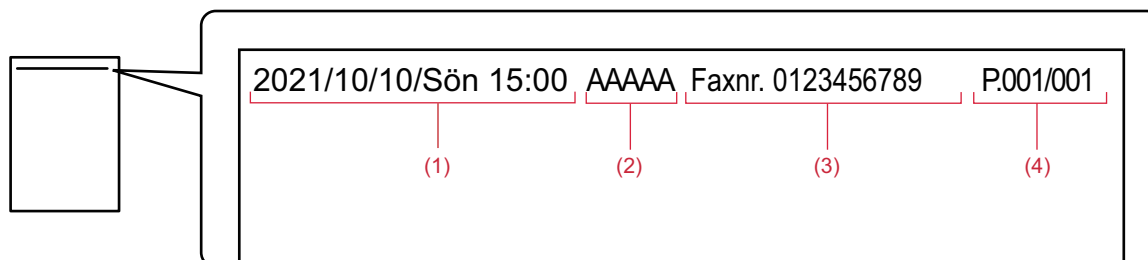 2021/10/10/Sön 15:00 AAAAA Faxnr. 0123456789 P.001/001
(1) (2) (3) (4)